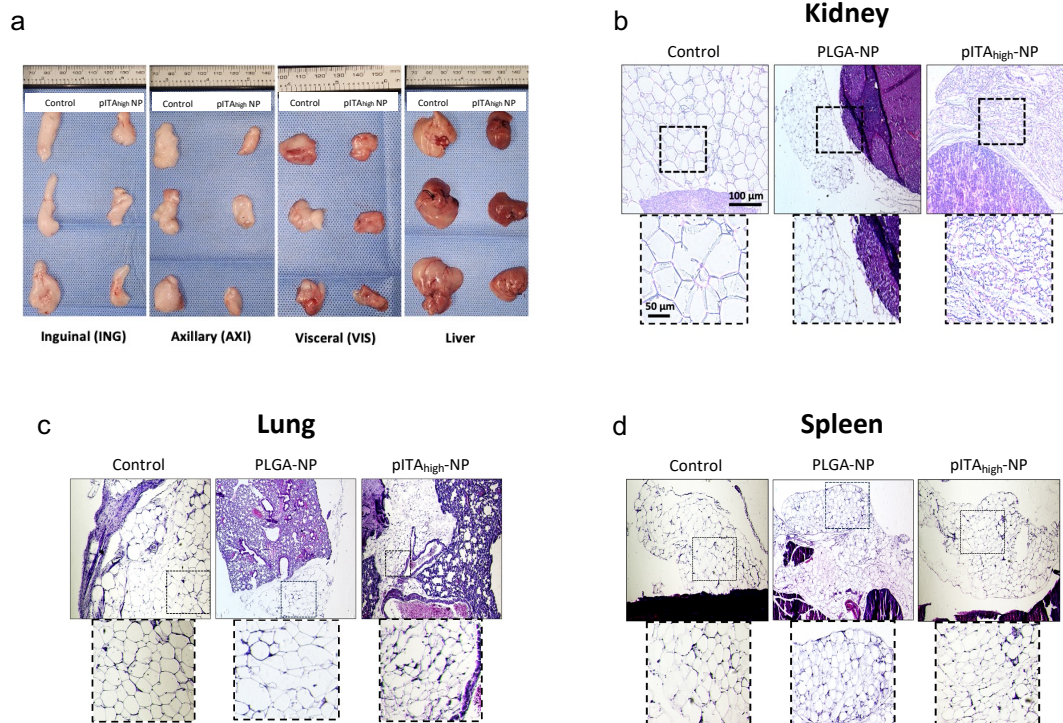 a
Control pITAhigh NP Control pITAhigh NP Control pITAhigh NP Control pITAhigh NP
Inguinal (ING) Axillary (AXI) Visceral (VIS) Liver
b
Kidney
Control PLGA-NP pITAhigh-NP
100 µm
50 µm
c
Lung
Control PLGA-NP pITAhigh-NP
d
Spleen
Control PLGA-NP pITAhigh-NP